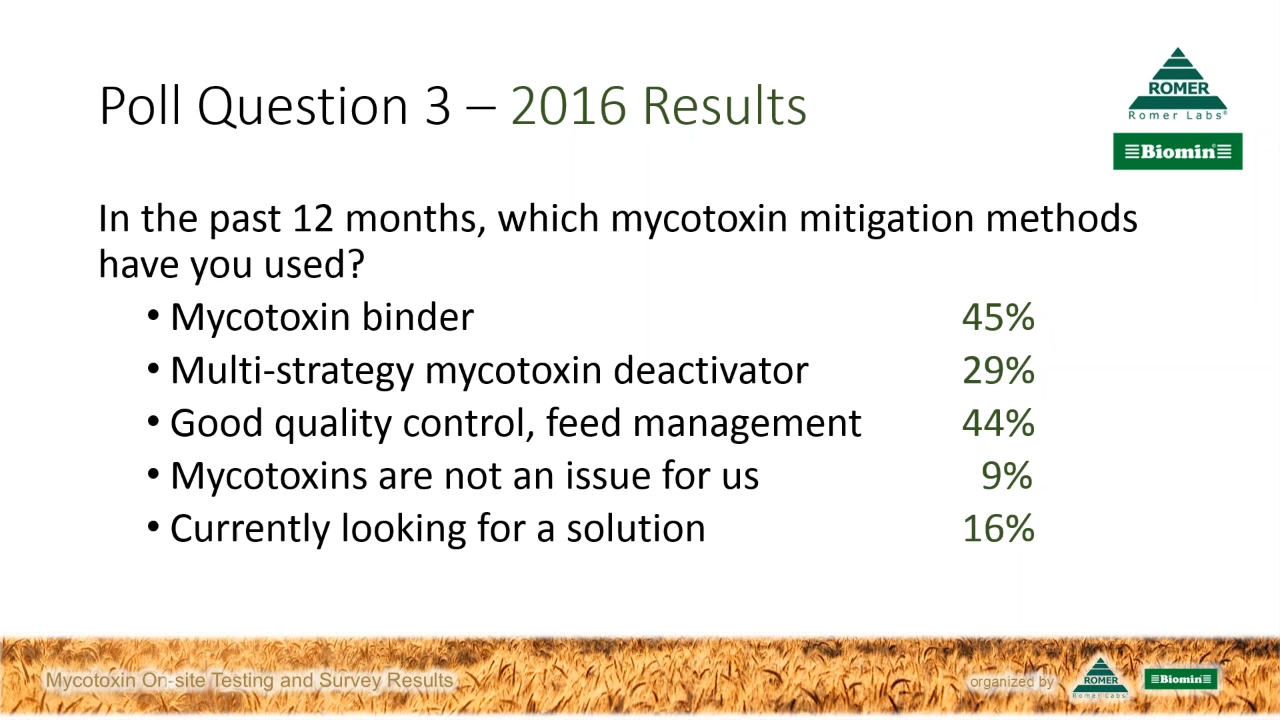 Poll Question 3 – 2016 Results
ROMER
Romer Labs®
Biomin®
In the past 12 months, which mycotoxin mitigation methods
have you used?
• Mycotoxin binder 45%
• Multi-strategy mycotoxin deactivator 29%
• Good quality control, feed management 44%
• Mycotoxins are not an issue for us 9%
• Currently looking for a solution 16%
Mycotoxin On-site Testing and Survey Results
organized by
ROMER
Romer Labs®
Biomin®